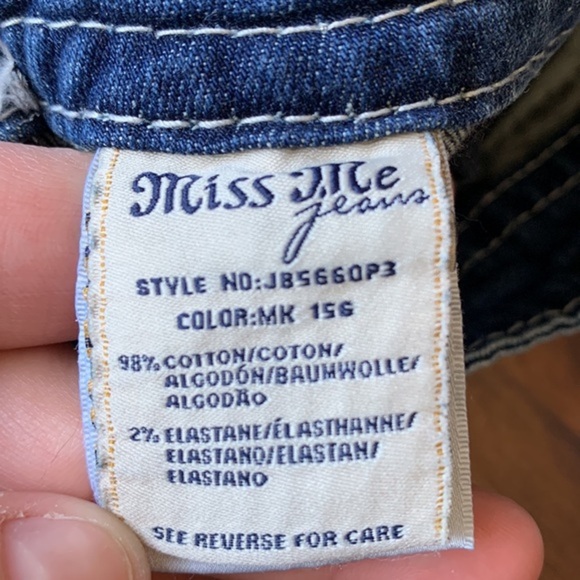 Miss Me
jeans
STYLE NO:JB5660P3
COLOR:MK 156
98% COTTON/COTON/
ALGODÓN/BAUMWOLLE/
ALGODÃO
2% ELASTANE/ÉLASTHANNE/
ELASTANO/ELASTAN/
ELASTANO
SEE REVERSE FOR CARE